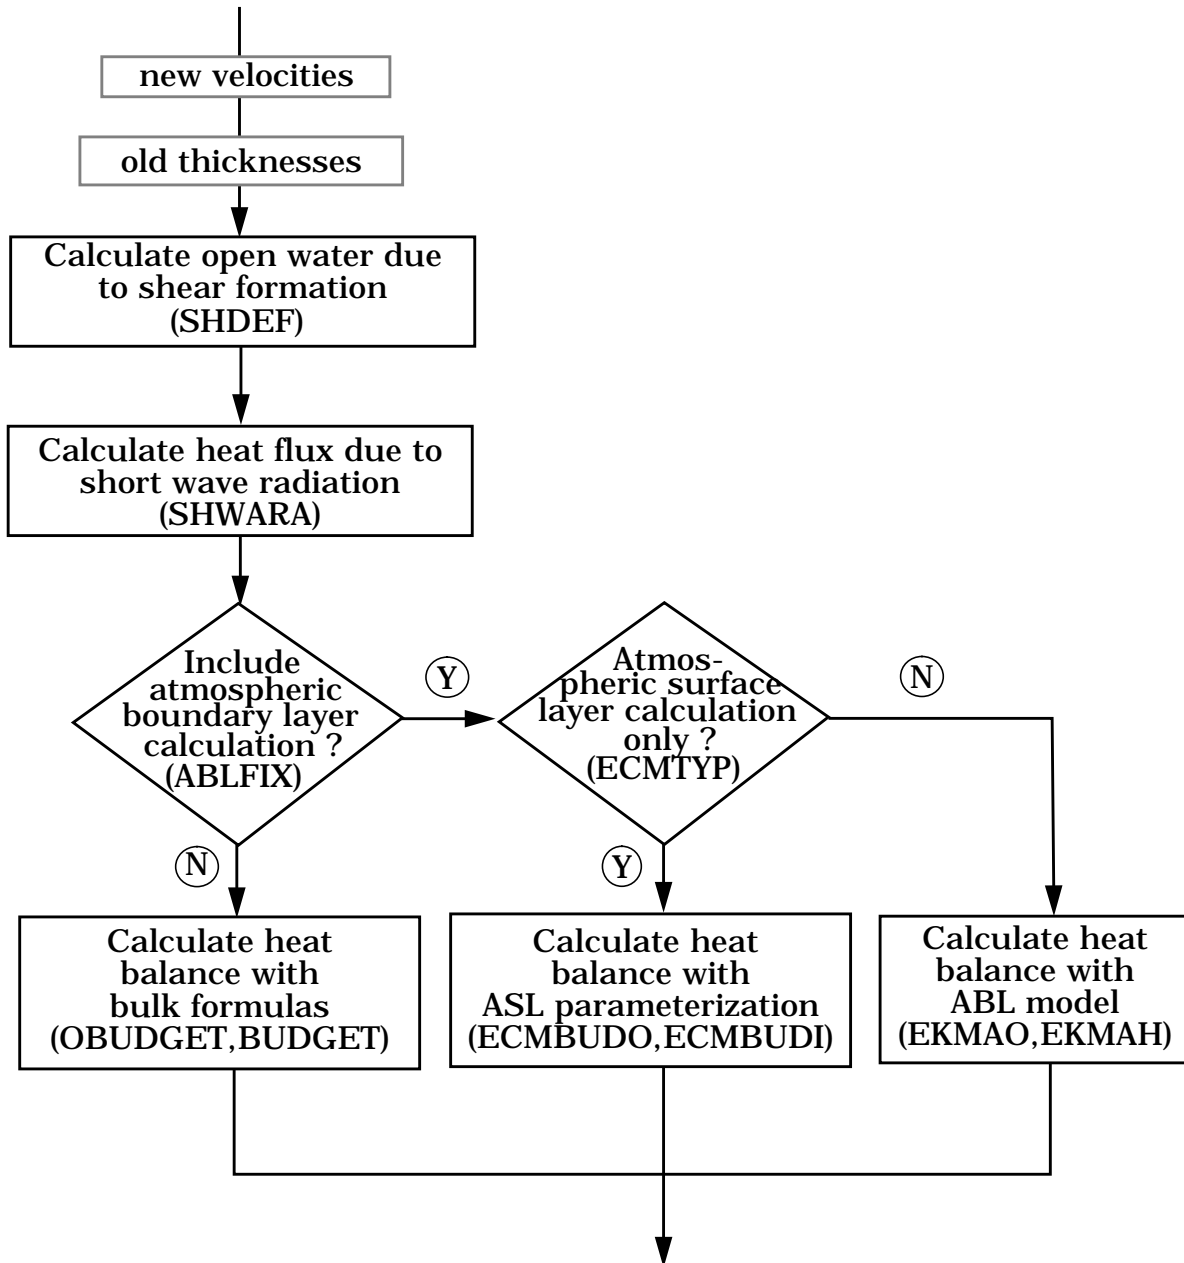 new velocities
old thicknesses
Calculate open water due
to shear formation
(SHDEF)
Calculate heat flux due to
short wave radiation
(SHWARA)
Include
atmospheric
boundary layer
calculation ?
(ABLFIX)
Y
Atmos-
pheric surface
layer calculation
only ?
(ECMTYP)
N
N
Y
Calculate heat
balance with
bulk formulas
(OBUDGET,BUDGET)
Calculate heat
balance with
ASL parameterization
(ECMBUDO,ECMBUDI)
Calculate heat
balance with
ABL model
(EKMAO,EKMAH)